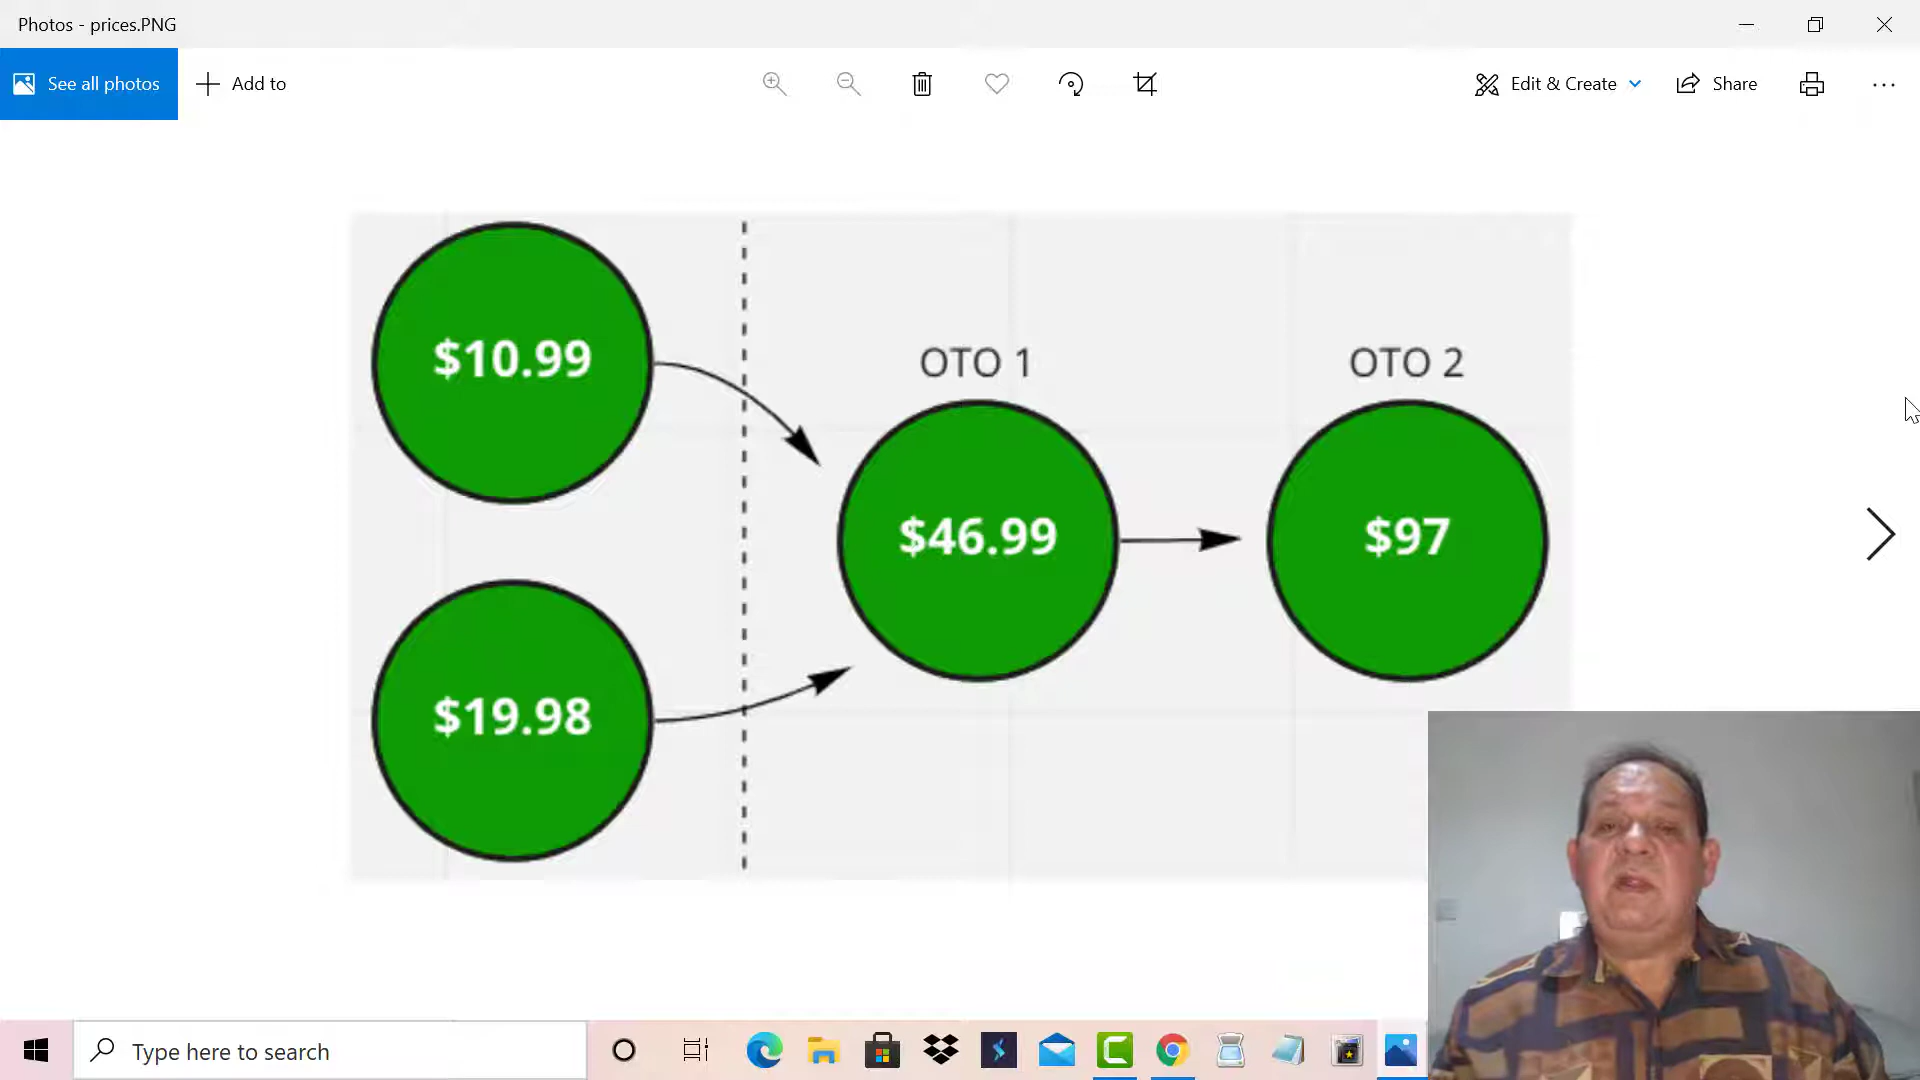 Photos - prices.PNG
See all photos
Add to
Edit & Create
Share
$10.99
OTO 1
OTO 2
$46.99
$97
$19.98
Type here to search